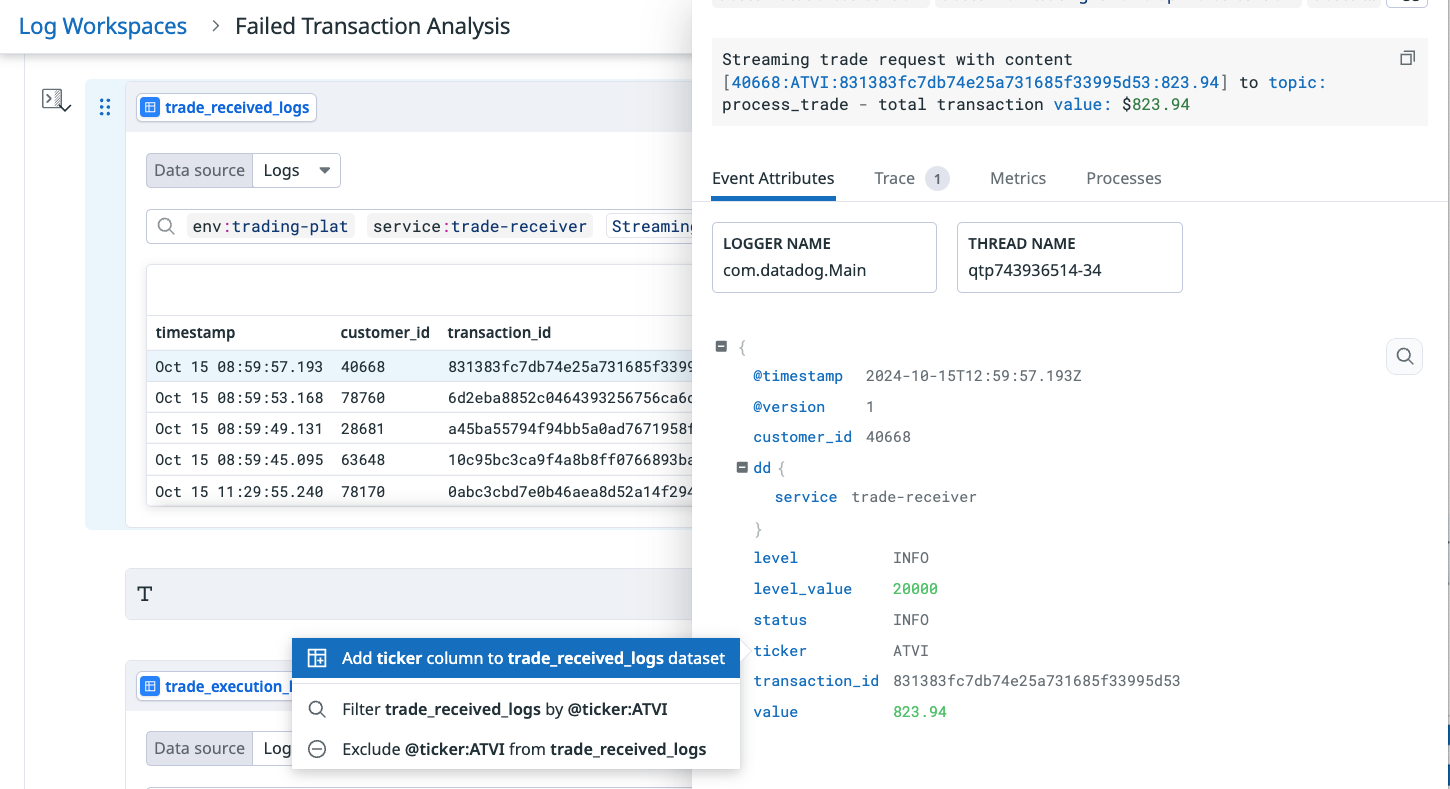 Log Workspaces > Failed Transaction Analysis
trade_received_logs
Data source Logs
env:trading-plat service:trade-receiver Streaming
timestamp customer_id transaction_id
Oct 15 08:59:57.193 40668 831383fc7db74e25a731685f3399
Oct 15 08:59:53.168 78760 6d2eba8852c0464393256756ca6
Oct 15 08:59:49.131 28681 a45ba55794f94bb5a0ad7671958f
Oct 15 08:59:45.095 63648 10c95bc3ca9f4a8b8ff0766893ba
Oct 15 11:29:55.240 78170 0abc3cbd7e0b46aea8d52a14f294
T
trade_execution_
Data source Log
Add ticker column to trade_received_logs dataset
Filter trade_received_logs by @ticker:ATVI
Exclude @ticker:ATVI from trade_received_logs
Streaming trade request with content
[40668:ATVI:831383fc7db74e25a731685f33995d53:823.94] to topic:
process_trade - total transaction value: $823.94
Event Attributes Trace 1 Metrics Processes
LOGGER NAME
com.datadog.Main
THREAD NAME
qtp743936514-34
{
@timestamp 2024-10-15T12:59:57.193Z
@version 1
customer_id 40668
dd {
service trade-receiver
}
level INFO
level_value 20000
status INFO
ticker ATVI
transaction_id 831383fc7db74e25a731685f33995d53
value 823.94